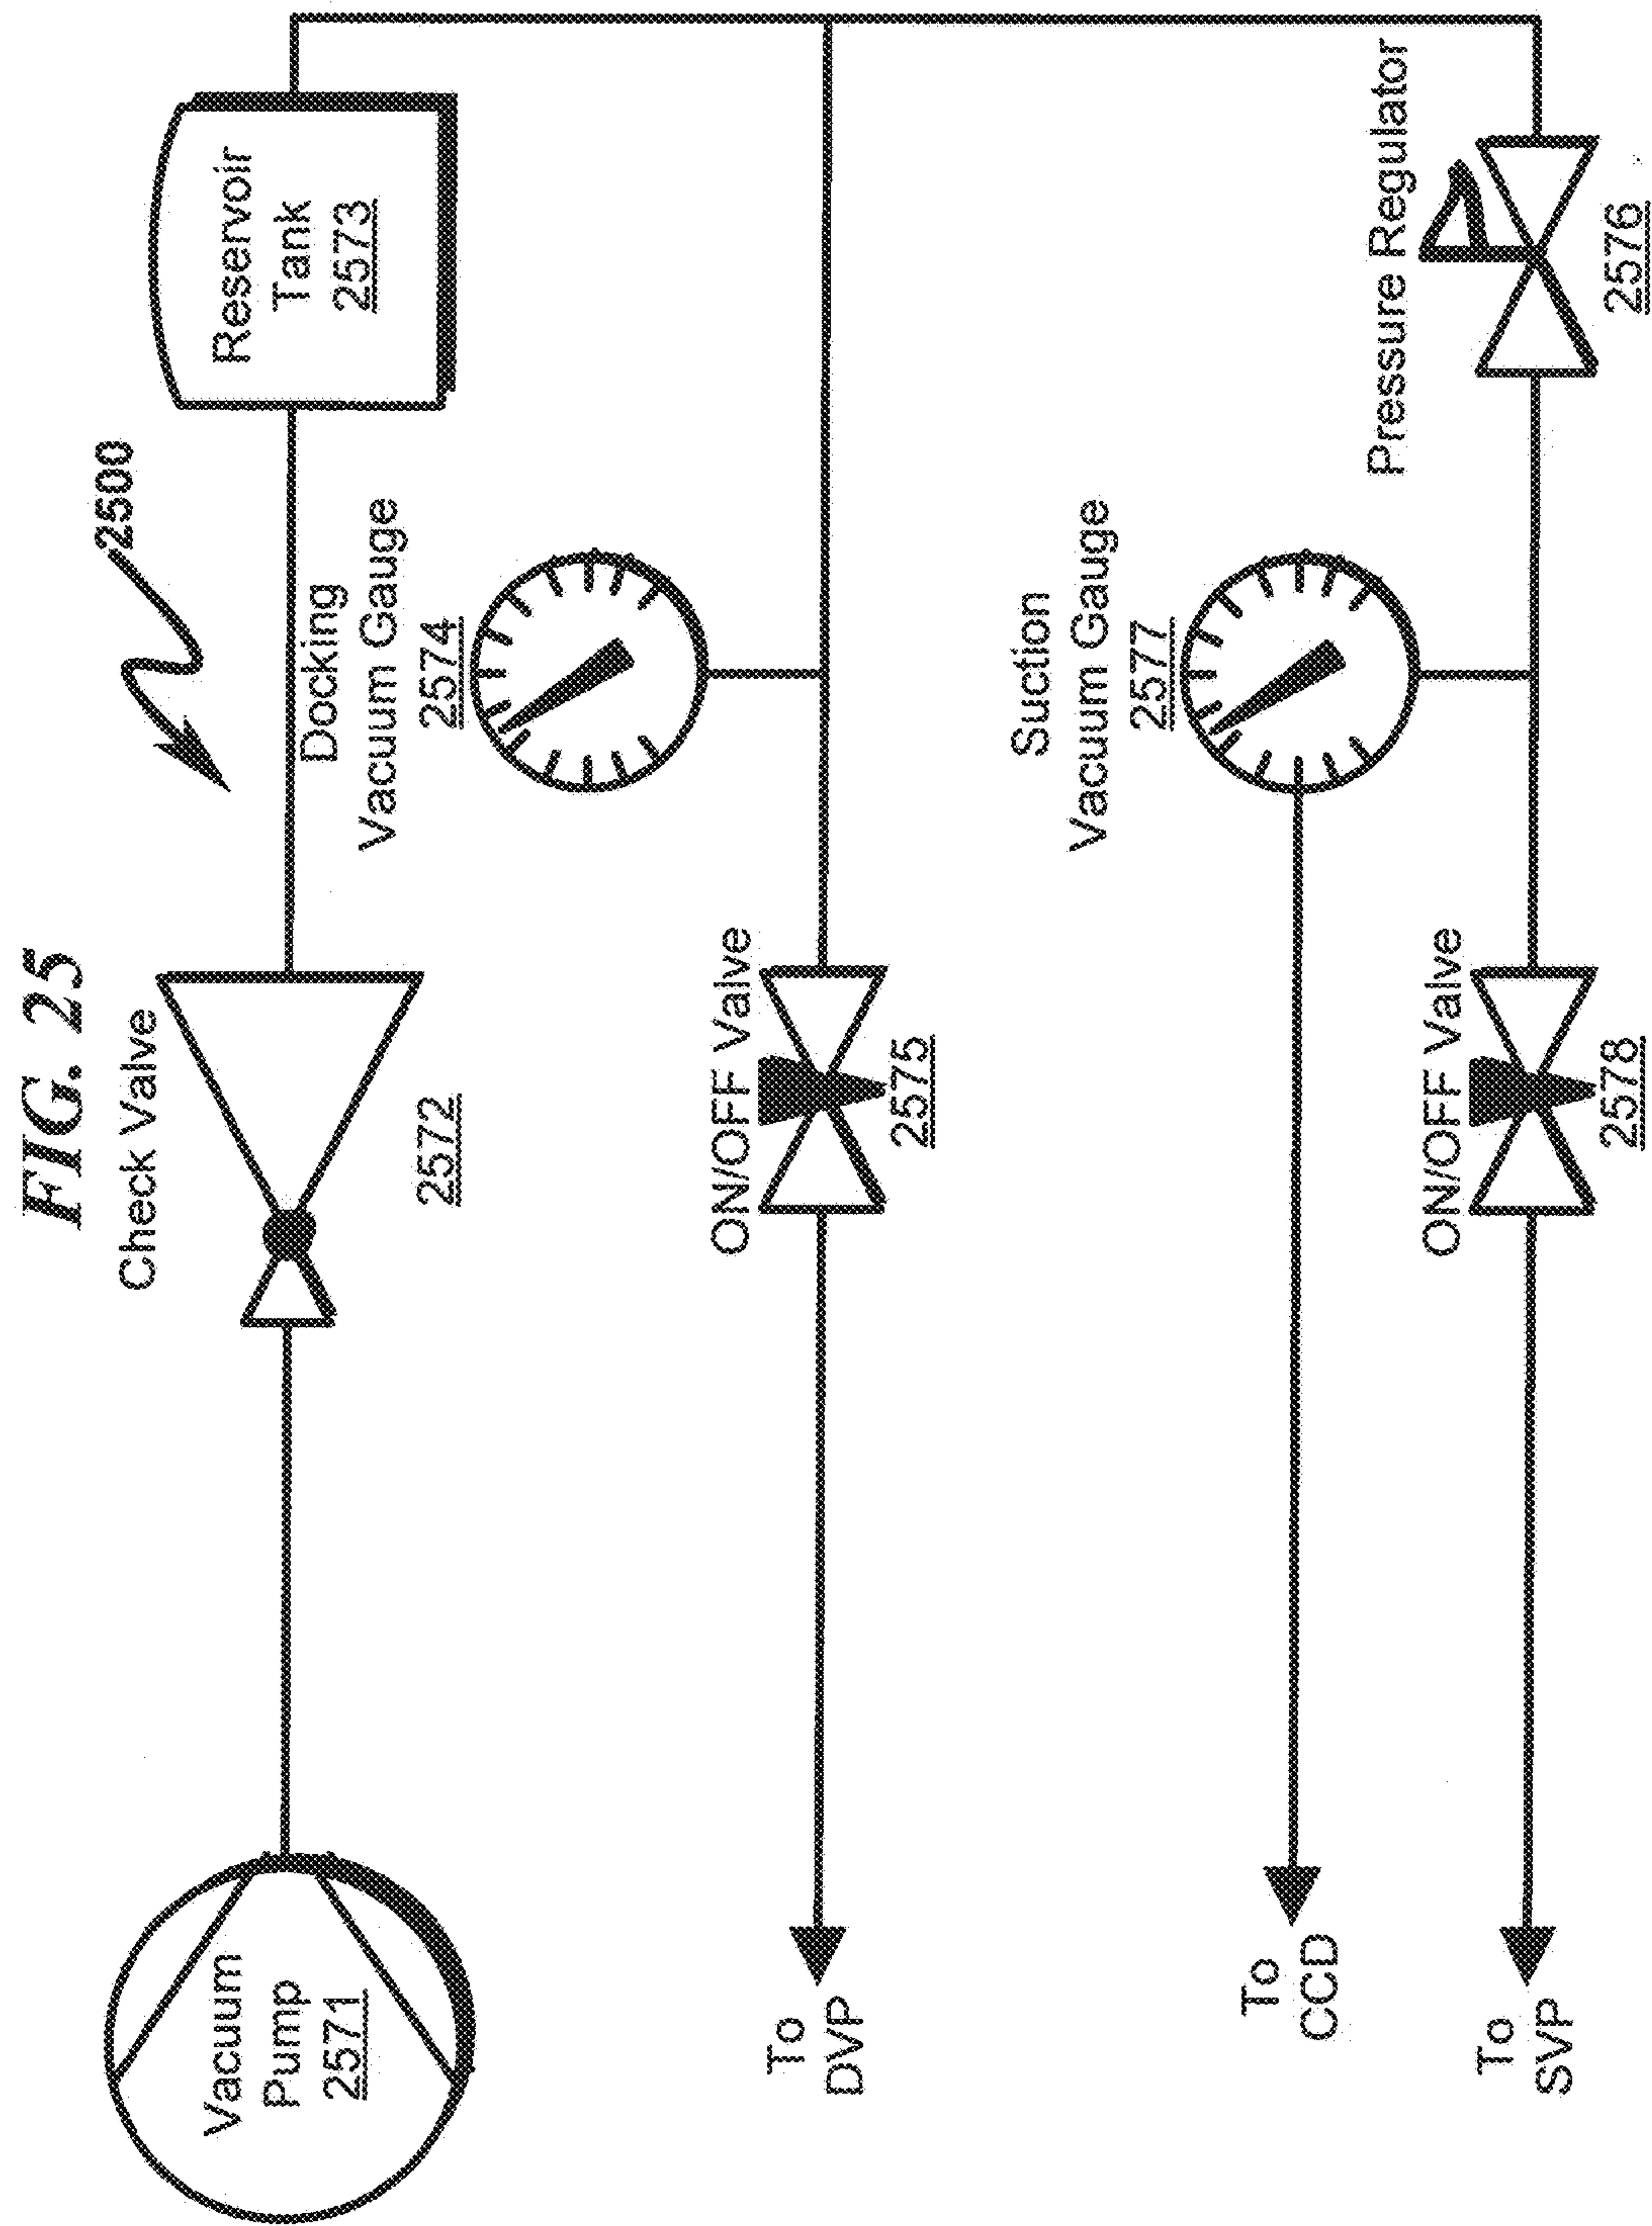 FIG. 25
2500
Vacuum
Pump
2571
Check Valve
2572
Reservoir
Tank
2573
Docking
Vacuum Gauge
2574
ON/OFF Valve
2575
To
DVP
Suction
Vacuum Gauge
2577
To
CCD
Pressure Regulator
2576
ON/OFF Valve
2578
To
SVP